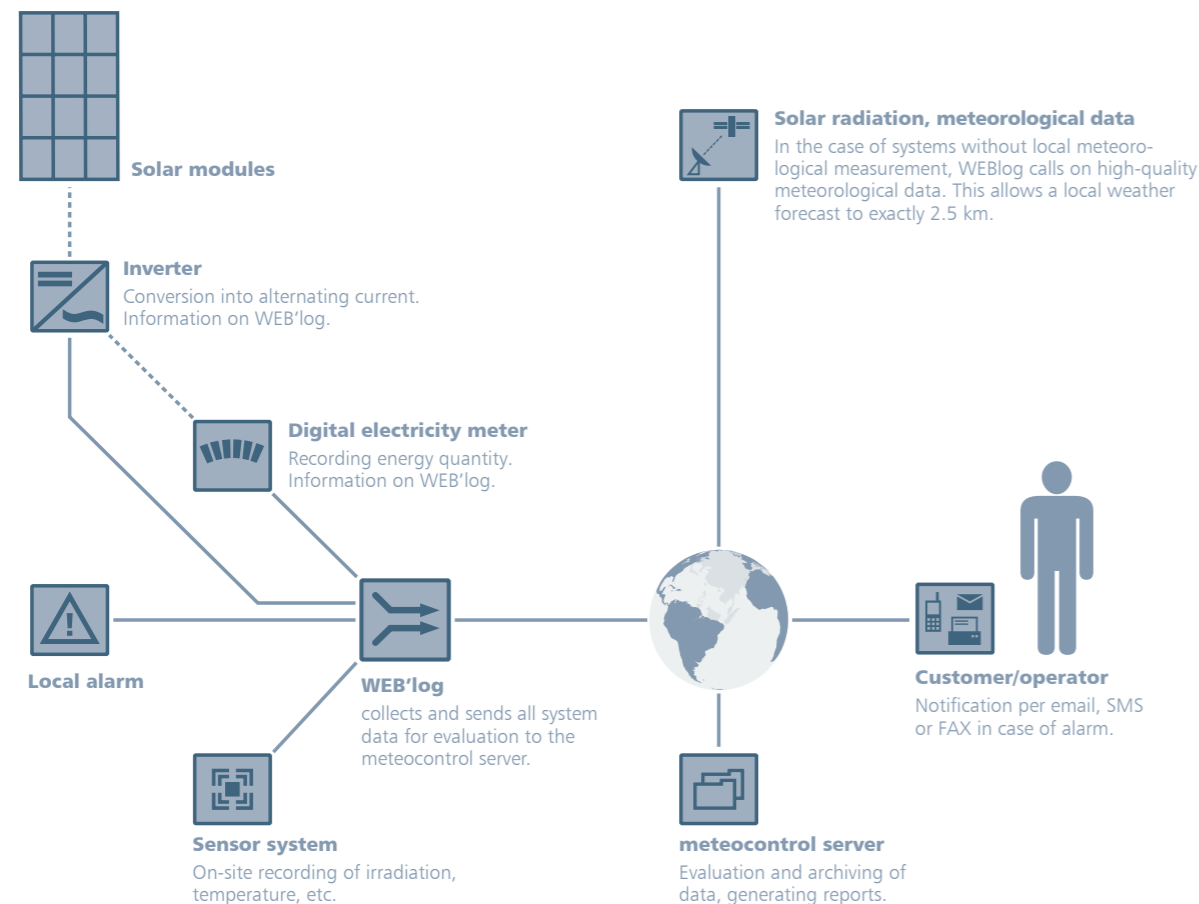 Solar modules
Inverter
Conversion into alternating current.
Information on WEB’log.
Digital electricity meter
Recording energy quantity.
Information on WEB’log.
Local alarm
WEB’log
collects and sends all system
data for evaluation to the
meteocontrol server.
Sensor system
On-site recording of irradiation,
temperature, etc.
Solar radiation, meteorological data
In the case of systems without local meteoro-
logical measurement, WEBlog calls on high-quality
meteorological data. This allows a local weather
forecast to exactly 2.5 km.
Customer/operator
Notification per email, SMS
or FAX in case of alarm.
meteocontrol server
Evaluation and archiving of
data, generating reports.